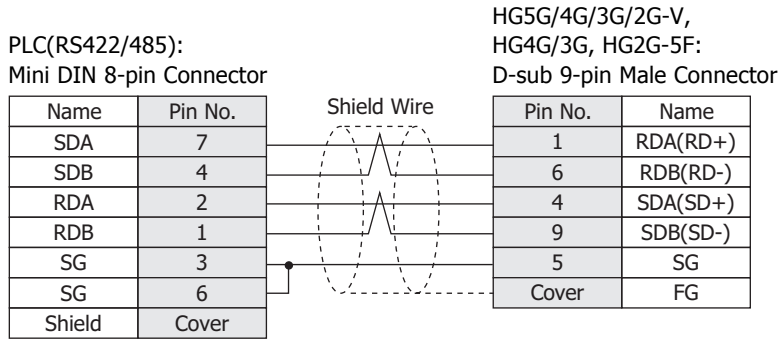 HG5G/4G/3G/2G-V,
PLC(RS422/485): HG4G/3G, HG2G-5F:
Mini DIN 8-pin Connector D-sub 9-pin Male Connector
Name Pin No. Shield Wire Pin No. Name
SDA 7 1 RDA(RD+)
SDB 4 6 RDB(RD-)
RDA 2 4 SDA(SD+)
RDB 1 9 SDB(SD-)
SG 3 5 SG
SG 6 Cover FG
Shield Cover